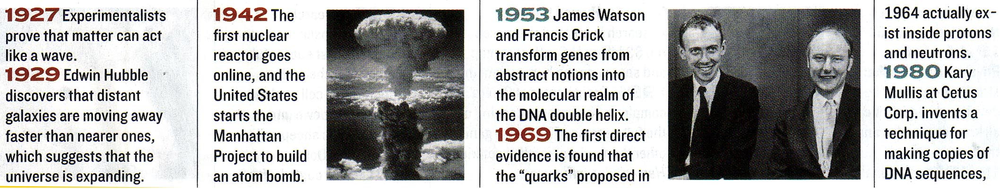 1927 Experimentalists
prove that matter can act
like a wave.
1929 Edwin Hubble
discovers that distant
galaxies are moving away
faster than nearer ones,
which suggests that the
universe is expanding.
1942 The
first nuclear
reactor goes
online, and the
United States
starts the
Manhattan
Project to build
an atom bomb.
1953 James Watson
and Francis Crick
transform genes from
abstract notions into
the molecular realm of
the DNA double helix.
1969 The first direct
evidence is found that
the “quarks” proposed in
1964 actually ex-
ist inside protons
and neutrons.
1980 Kary
Mullis at Cetus
Corp. invents a
technique for
making copies of
DNA sequences,